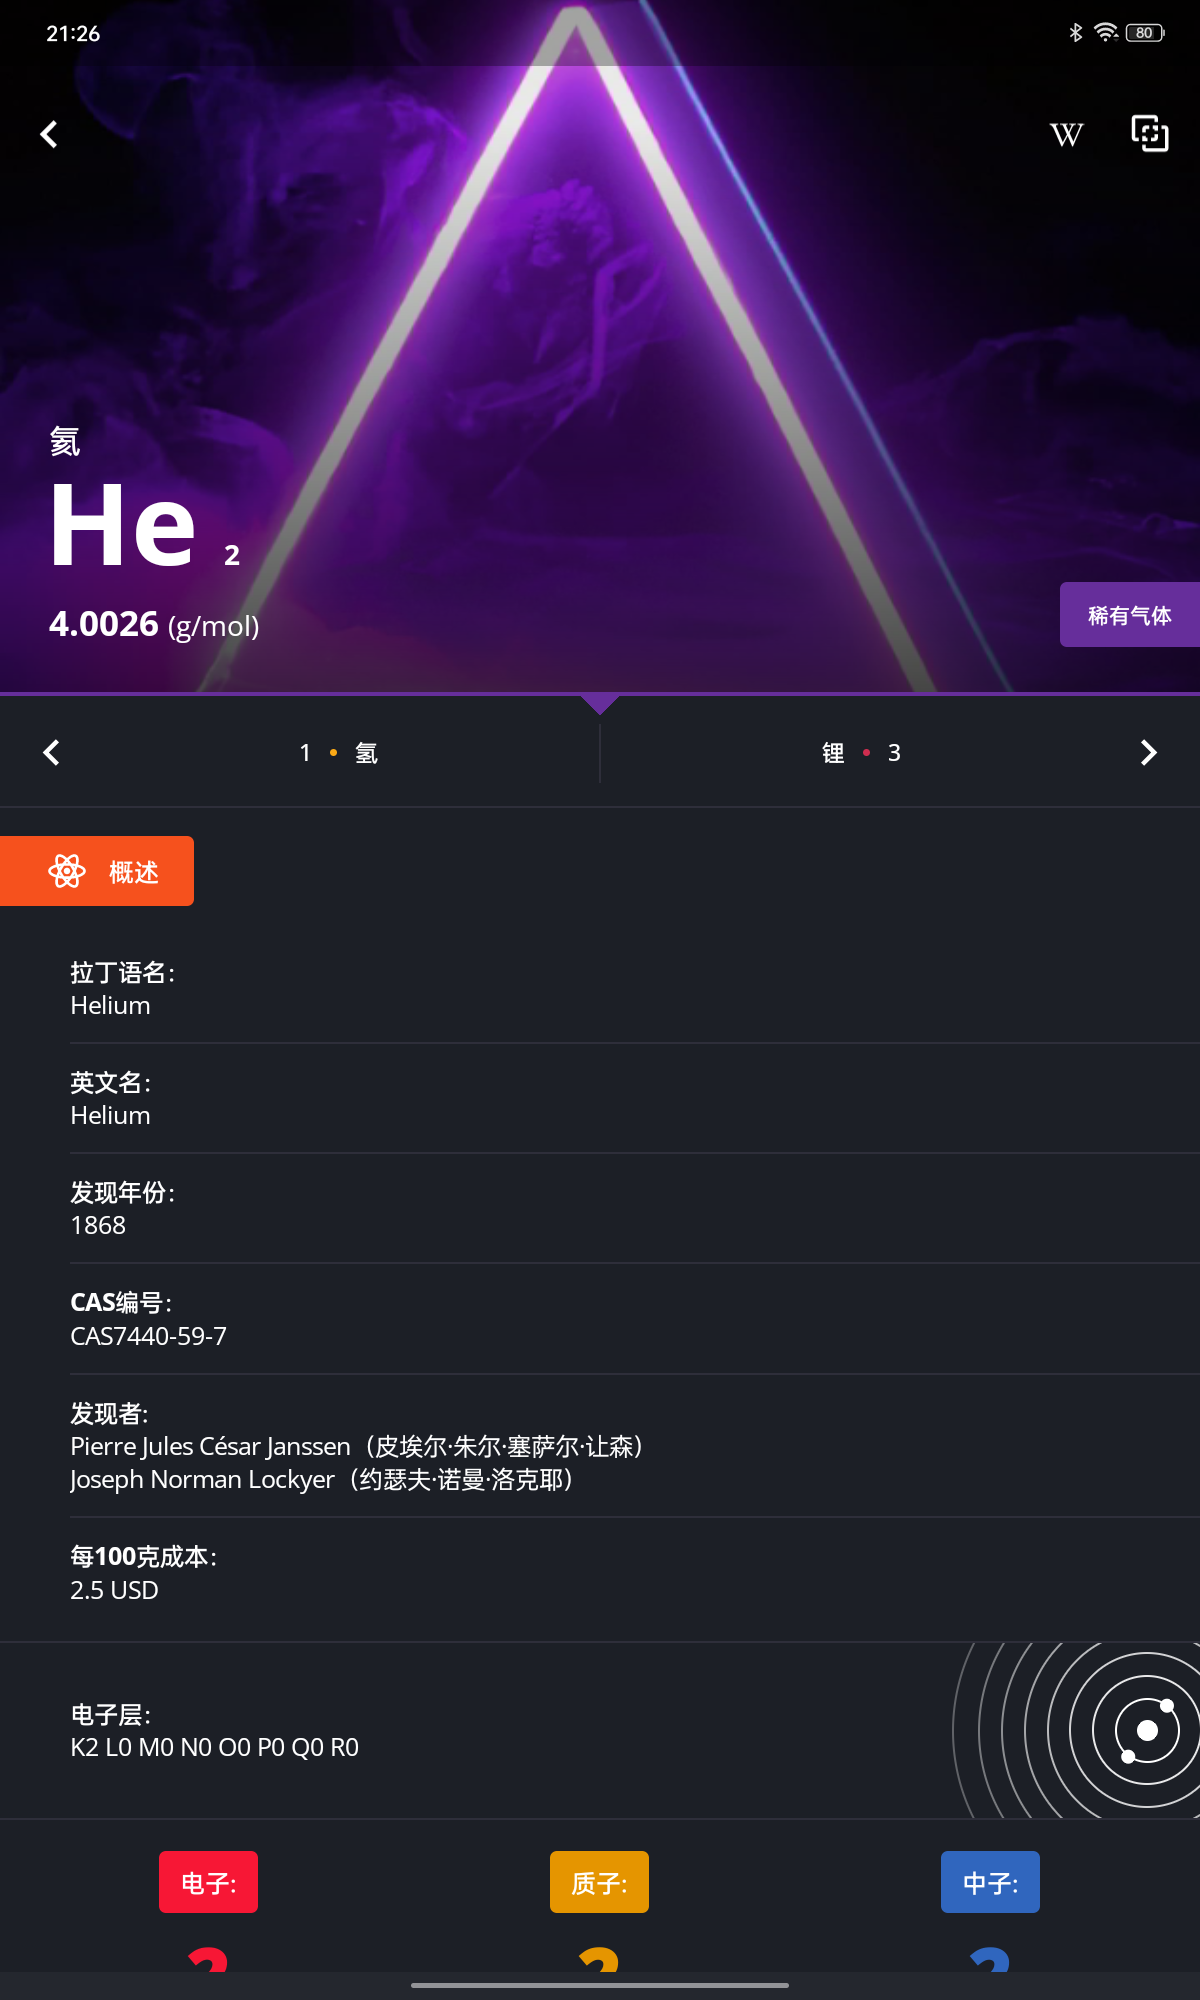 21:26
80
W
氦
He 2
4.0026 (g/mol)
稀有气体
1 • 氢
锂 • 3
概述
拉丁语名:
Helium
英文名:
Helium
发现年份:
1868
CAS编号:
CAS7440-59-7
发现者:
Pierre Jules César Janssen（皮埃尔·朱尔·塞萨尔·让森）
Joseph Norman Lockyer（约瑟夫·诺曼·洛克耶）
每100克成本:
2.5 USD
电子层:
K2 L0 M0 N0 O0 P0 Q0 R0
电子: 质子: 中子: